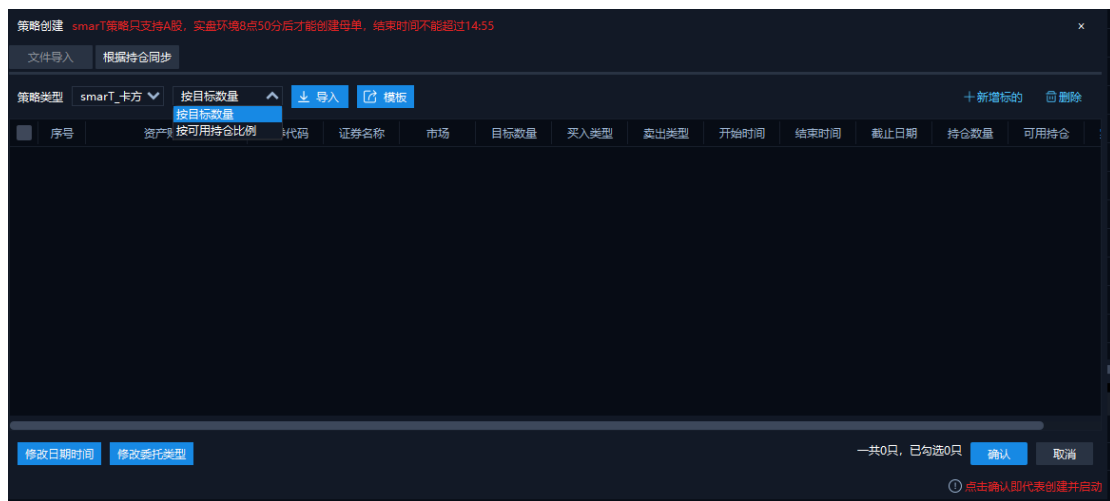 策略创建 smarT策略只支持A股，实盘环境8点50分后才能创建母单，结束时间不能超过14:55 ×
文件导入 根据持仓同步
策略类型 smarT_卡方 按目标数量 导入 模板 +新增标的 删除
按目标数量
按可用持仓比例
序号 资产 代码 证券名称 市场 目标数量 买入类型 卖出类型 开始时间 结束时间 截止日期 持仓数量 可用持仓
修改日期时间 修改委托类型 一共0只，已勾选0只 确认 取消
点击确认即代表创建并启动